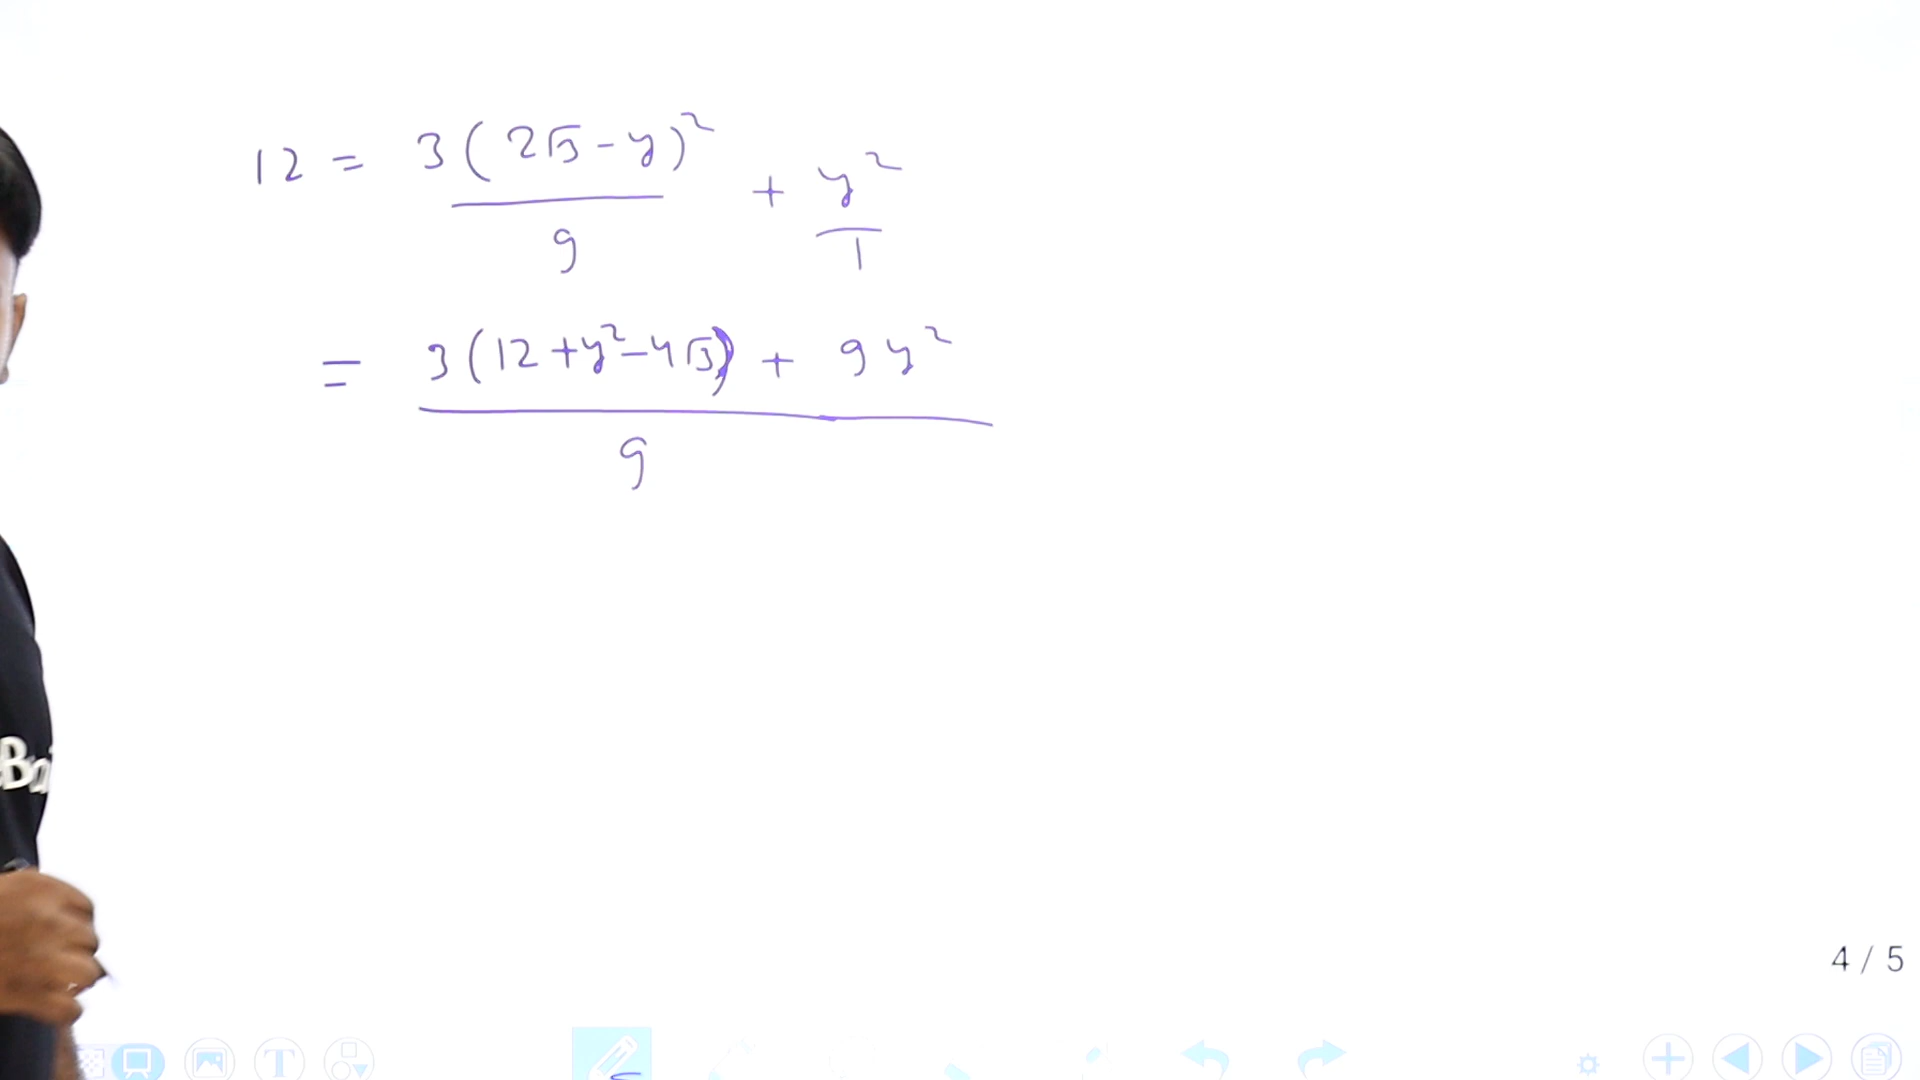 12 = 3(2√3-y)² / 9 + y² / 1
= 3(12+y²-4√3) + 9y² / 9
4 / 5